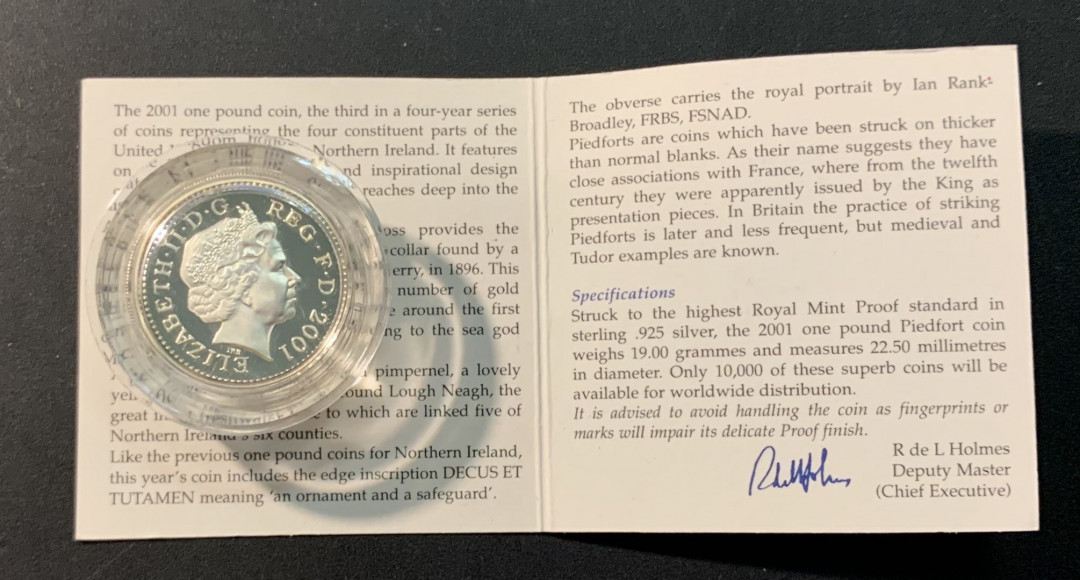 The 2001 one pound coin, the third in a four-year series
of coins representing the four constituent parts of the
United Northern Ireland. It features
on nd inspirational design
reaches deep into the
oss provides the
collar found by a
erry, in 1896. This
number of gold
around the first
ng to the sea god
pimpernel, a lovely
ound Lough Neagh, the
great to which are linked five of
Northern Ireland's six counties.
Like the previous one pound coins for Northern Ireland,
this year's coin includes the edge inscription DECUS ET
TUTAMEN meaning 'an ornament and a safeguard'.
ELIZABETH·II·D·G REG·F·D·2001
IRB
The obverse carries the royal portrait by Ian Rank-
Broadley, FRBS, FSNAD.
Piedforts are coins which have been struck on thicker
than normal blanks. As their name suggests they have
close associations with France, where from the twelfth
century they were apparently issued by the King as
presentation pieces. In Britain the practice of striking
Piedforts is later and less frequent, but medieval and
Tudor examples are known.
Specifications
Struck to the highest Royal Mint Proof standard in
sterling .925 silver, the 2001 one pound Piedfort coin
weighs 19.00 grammes and measures 22.50 millimetres
in diameter. Only 10,000 of these superb coins will be
available for worldwide distribution.
It is advised to avoid handling the coin as fingerprints or
marks will impair its delicate Proof finish.
R de L Holmes
Deputy Master
(Chief Executive)